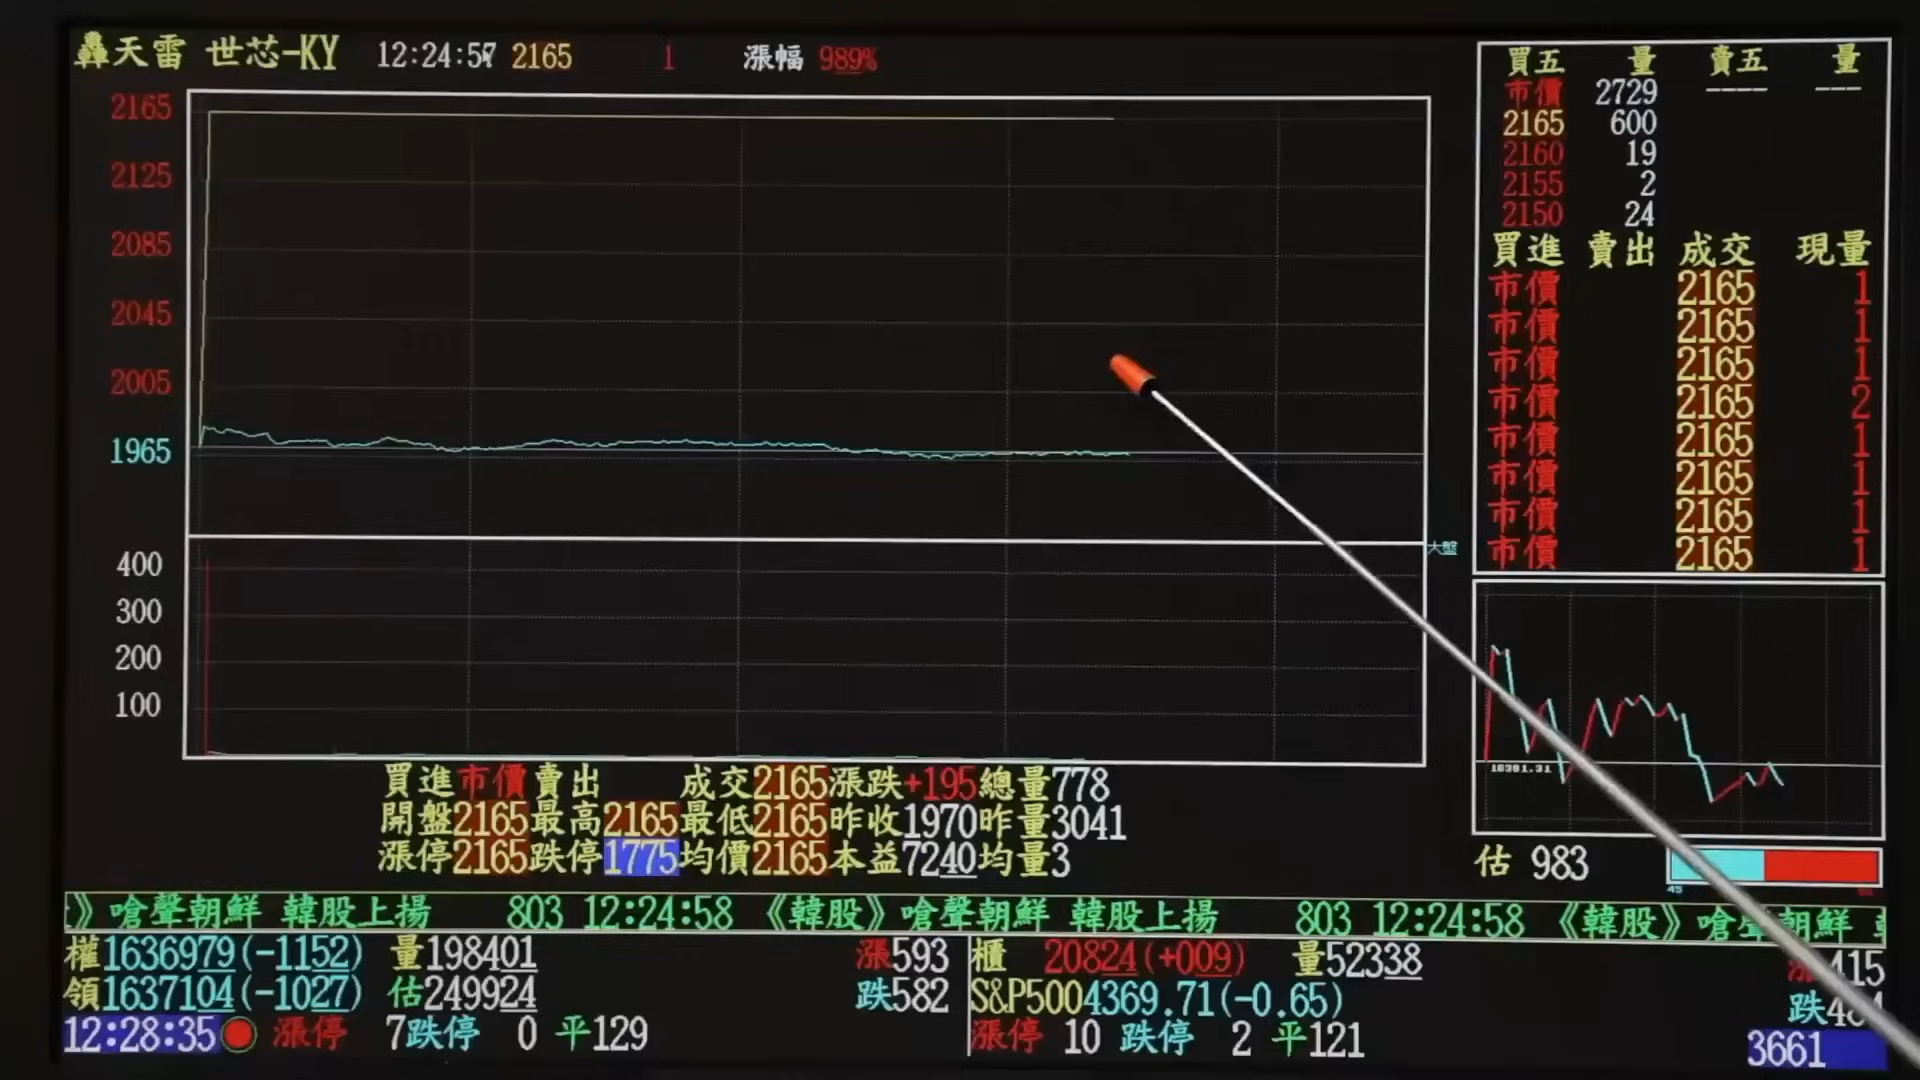 轟天雷 世芯-KY 12:24:57 2165 1 漲幅 989%
2165
2125
2085
2045
2005
1965
400
300
200
100
大盤
買五 量 賣五 量
市價 2729 ---- ---
2165 600
2160 19
2155 2
2150 24
買進 賣出 成交 現量
市價 2165 1
市價 2165 1
市價 2165 1
市價 2165 2
市價 2165 1
市價 2165 1
市價 2165 1
市價 2165 1
16381.31
估 983
45
買進市價賣出 成交2165漲跌+195總量778
開盤2165最高2165最低2165昨收1970昨量3041
漲停2165跌停1775均價2165本益7240均量3
》嗆聲朝鮮 韓股上揚 803 12:24:58 《韓股》嗆聲朝鮮 韓股上揚 803 12:24:58 《韓股》嗆聲朝鮮
權1636979(-1152) 量198401 漲593
領1637104(-1027) 估249924 跌582
12:28:35 漲停 7跌停 0 平129
櫃 20824(+009) 量52338 415
S&P5004369.71(-0.65) 跌
漲停 10 跌停 2 平121 3661